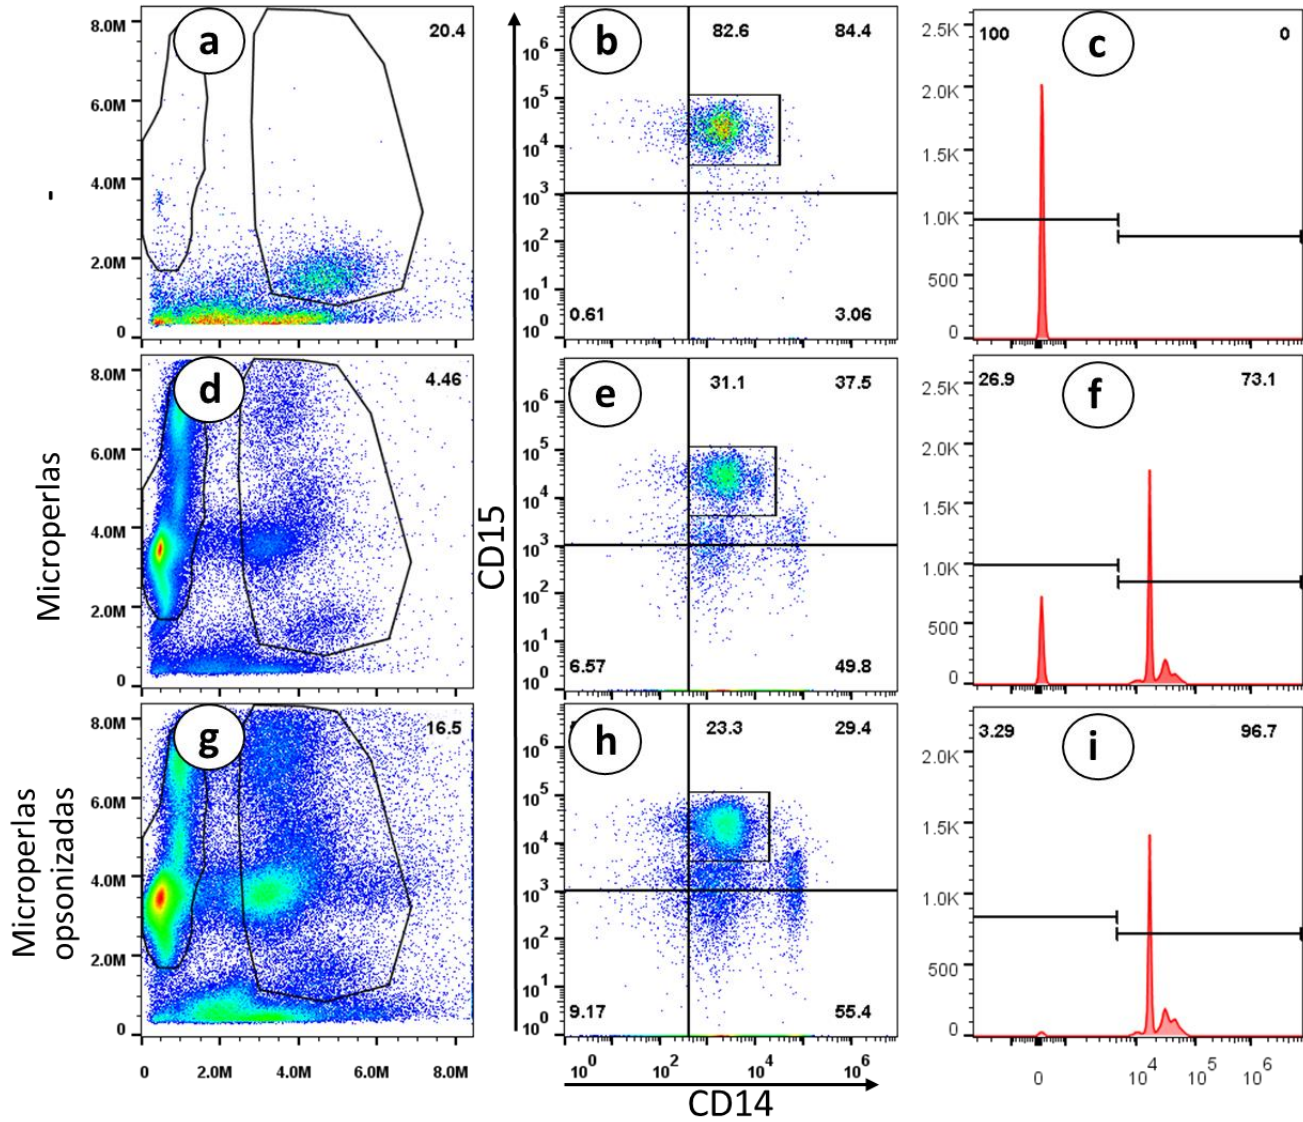 a
20.4
8.0M
6.0M
4.0M
2.0M
0
-
b
82.6 84.4
10^6
10^5
10^4
10^3
10^2
10^1
10^0
0.61 3.06
c
100 0
2.5K
2.0K
1.5K
1.0K
500
0
Microperlas
d
4.46
8.0M
6.0M
4.0M
2.0M
0
CD15
e
31.1 37.5
10^6
10^5
10^4
10^3
10^2
10^1
10^0
6.57 49.8
f
26.9 73.1
2.5K
2.0K
1.5K
1.0K
500
0
Microperlas
opsonizadas
g
16.5
8.0M
6.0M
4.0M
2.0M
0
0 2.0M 4.0M 6.0M 8.0M
h
23.3 29.4
10^6
10^5
10^4
10^3
10^2
10^1
10^0
9.17 55.4
10^0 10^2 10^4 10^6
CD14
i
3.29 96.7
2.0K
1.5K
1.0K
500
0
0 10^4 10^5 10^6